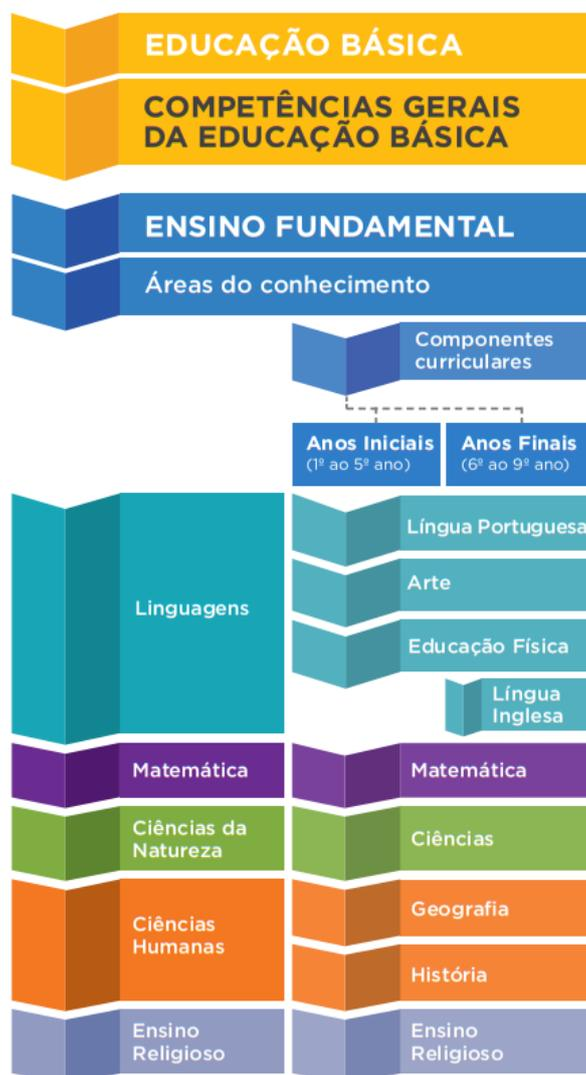 EDUCAÇÃO BÁSICA
COMPETÊNCIAS GERAIS
DA EDUCAÇÃO BÁSICA
ENSINO FUNDAMENTAL
Áreas do conhecimento
Componentes
curriculares
Anos Iniciais
(1º ao 5º ano)
Anos Finais
(6º ao 9º ano)
Linguagens
Língua Portuguesa
Arte
Educação Física
Língua
Inglesa
Matemática
Matemática
Ciências da
Natureza
Ciências
Ciências
Humanas
Geografia
História
Ensino
Religioso
Ensino
Religioso